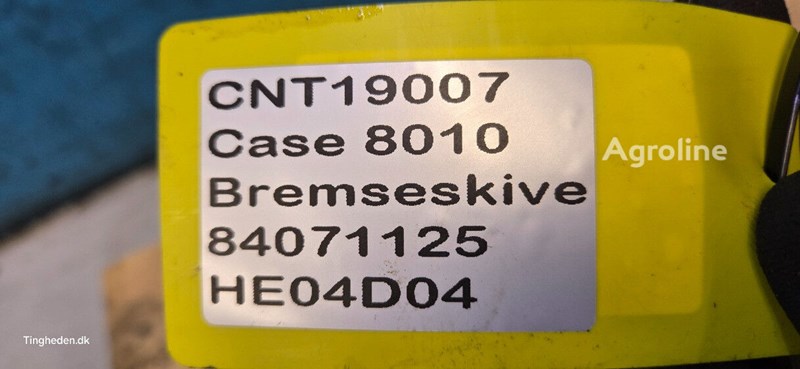 CNT19007
Case 8010
Bremseskive
84071125
HE04D04
Agroline
Tingheden.dk